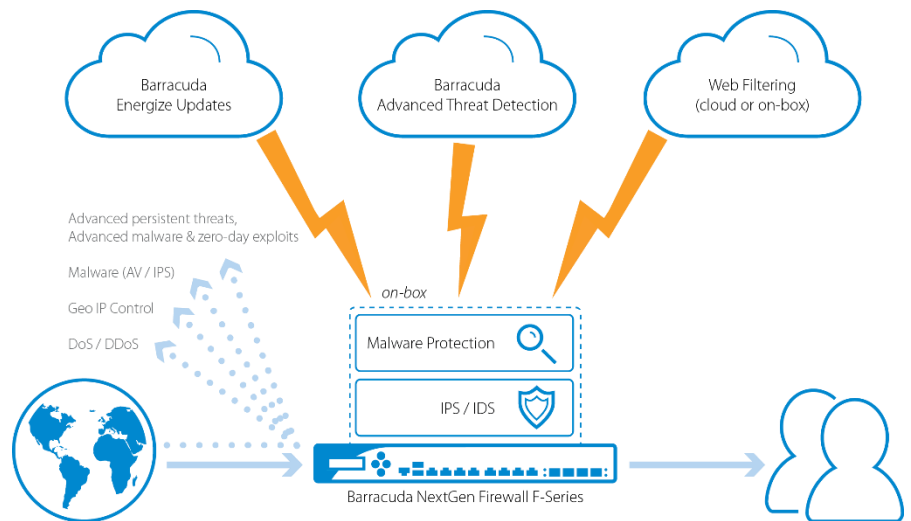 Barracuda
Energize Updates
Barracuda
Advanced Threat Detection
Web Filtering
(cloud or on-box)
Advanced persistent threats,
Advanced malware & zero-day exploits
Malware (AV / IPS)
Geo IP Control
DoS / DDoS
on-box
Malware Protection
IPS / IDS
Barracuda NextGen Firewall F-Series